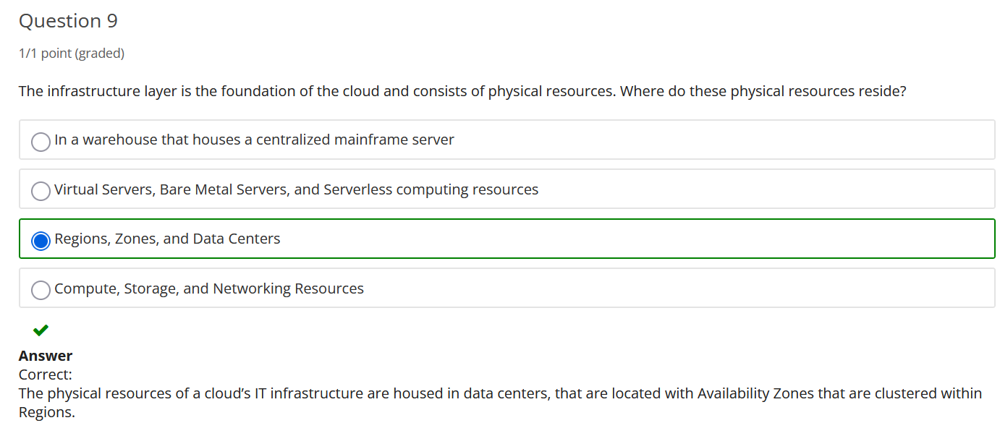 Question 9
1/1 point (graded)
The infrastructure layer is the foundation of the cloud and consists of physical resources. Where do these physical resources reside?
In a warehouse that houses a centralized mainframe server
Virtual Servers, Bare Metal Servers, and Serverless computing resources
Regions, Zones, and Data Centers
Compute, Storage, and Networking Resources
Answer
Correct:
The physical resources of a cloud’s IT infrastructure are housed in data centers, that are located with Availability Zones that are clustered within
Regions.